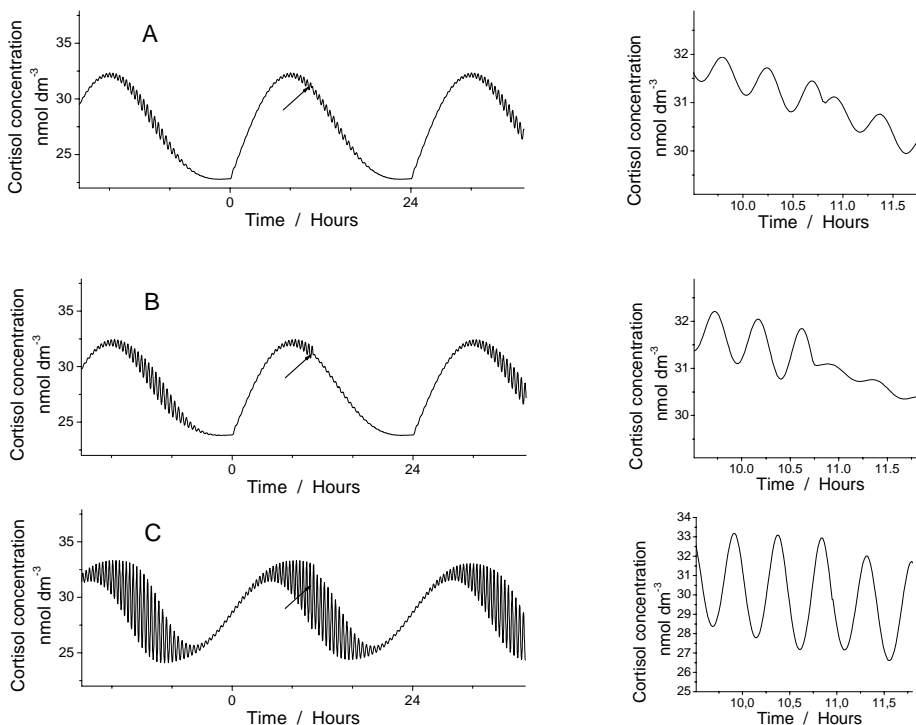 A
Cortisol concentration
nmol dm-3
35
30
25
0
24
Time / Hours
Cortisol concentration
nmol dm-3
32
31
30
10.0
10.5
11.0
11.5
Time / Hours
B
Cortisol concentration
nmol dm-3
35
30
25
0
24
Time / Hours
Cortisol concentration
nmol dm-3
32
31
30
10.0
10.5
11.0
11.5
Time / Hours
C
Cortisol concentration
nmol dm-3
35
30
25
0
24
Time / Hours
Cortisol concentration
nmol dm-3
34
33
32
31
30
29
28
27
26
25
10,0
10,5
11,0
11,5
Time / Hours